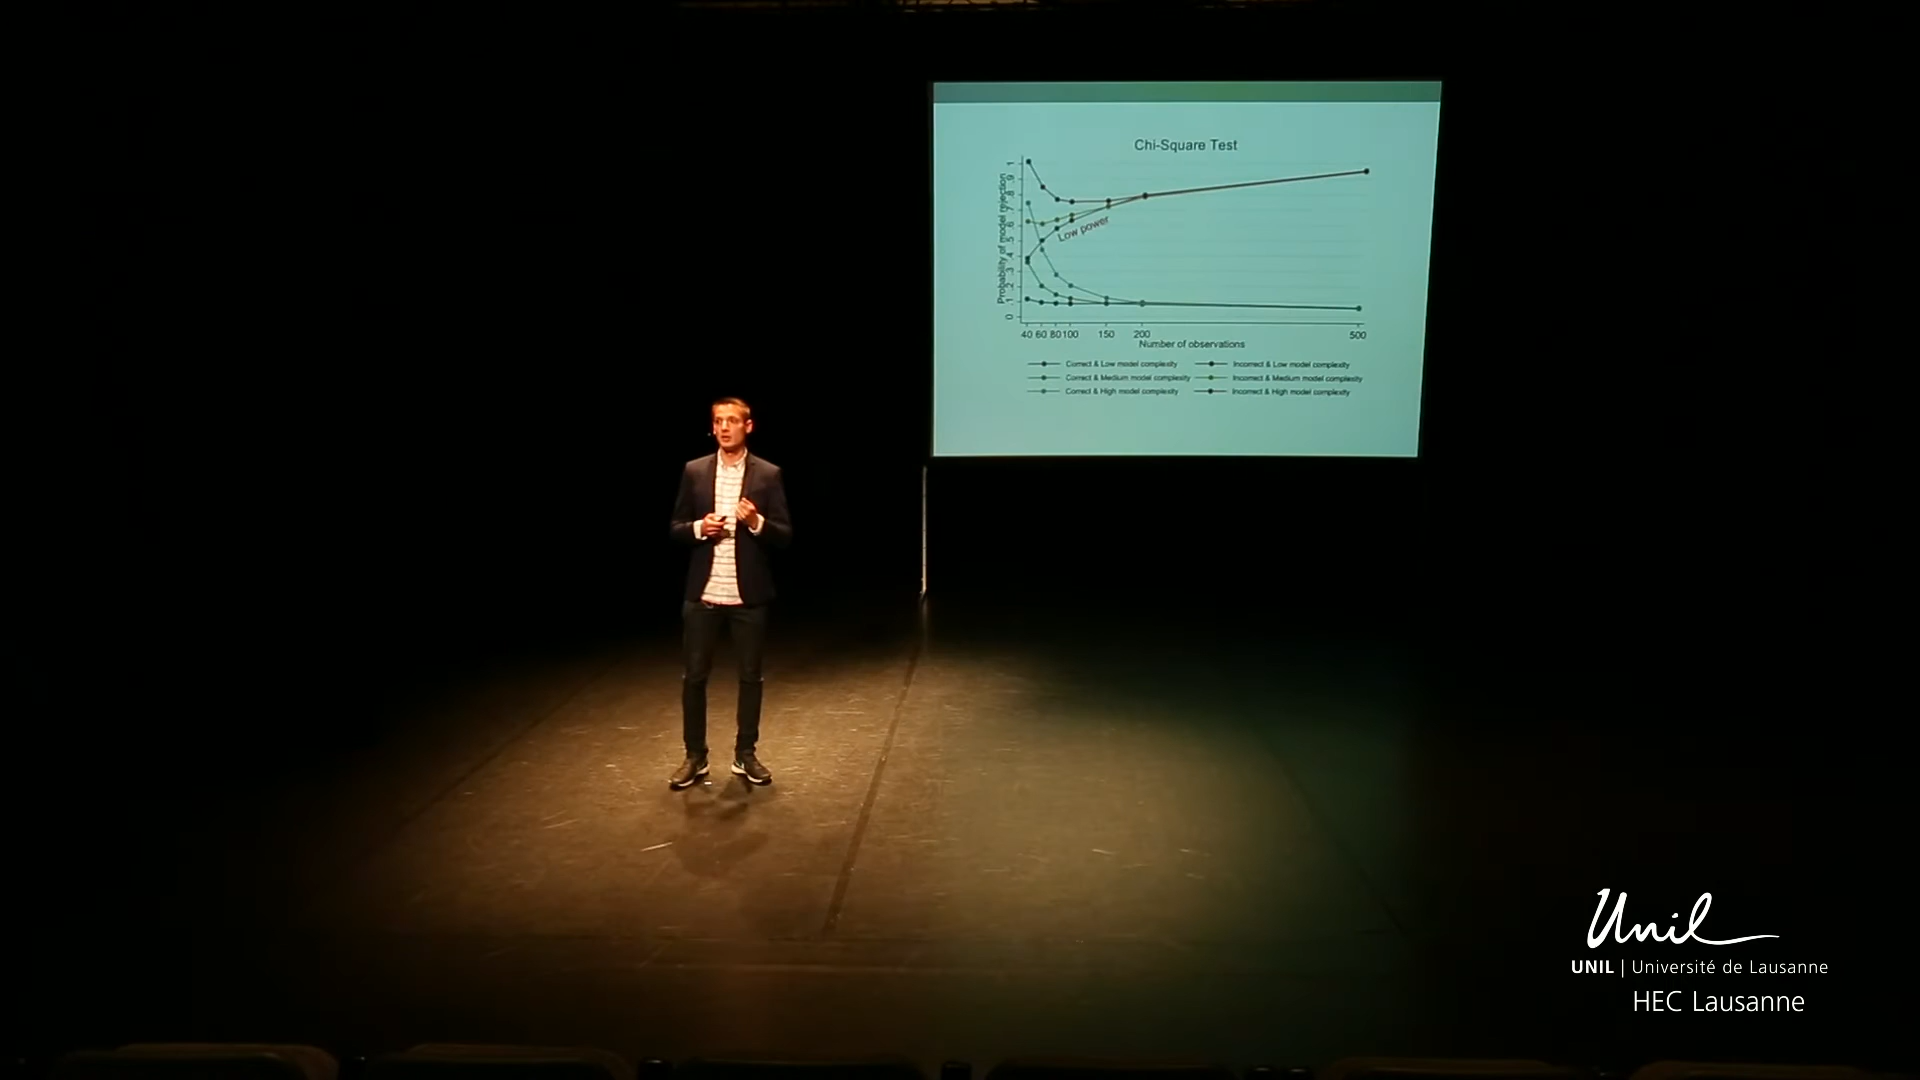 Chi-Square Test
Probability of model rejection
1
.9
.8
.7
.6
.5
.4
.3
.2
.1
0
Low power
40 60 80 100 150 200 500
Number of observations
Correct & Low model complexity
Incorrect & Low model complexity
Correct & Medium model complexity
Incorrect & Medium model complexity
Correct & High model complexity
Incorrect & High model complexity
Unil
UNIL | Université de Lausanne
HEC Lausanne